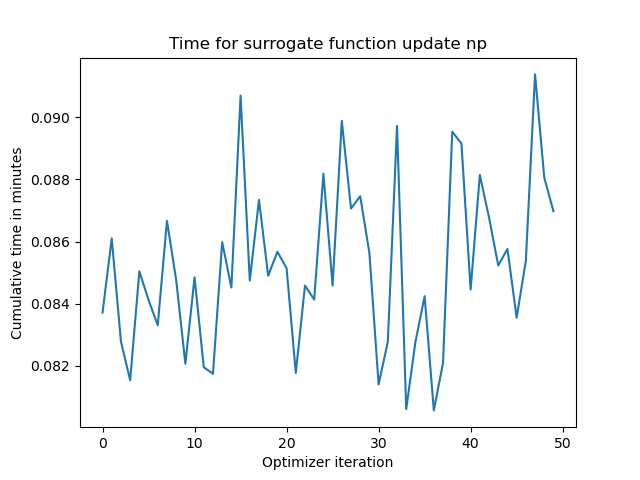 Time for surrogate function update np
Cumulative time in minutes
0.090
0.088
0.086
0.084
0.082
0 10 20 30 40 50
Optimizer iteration